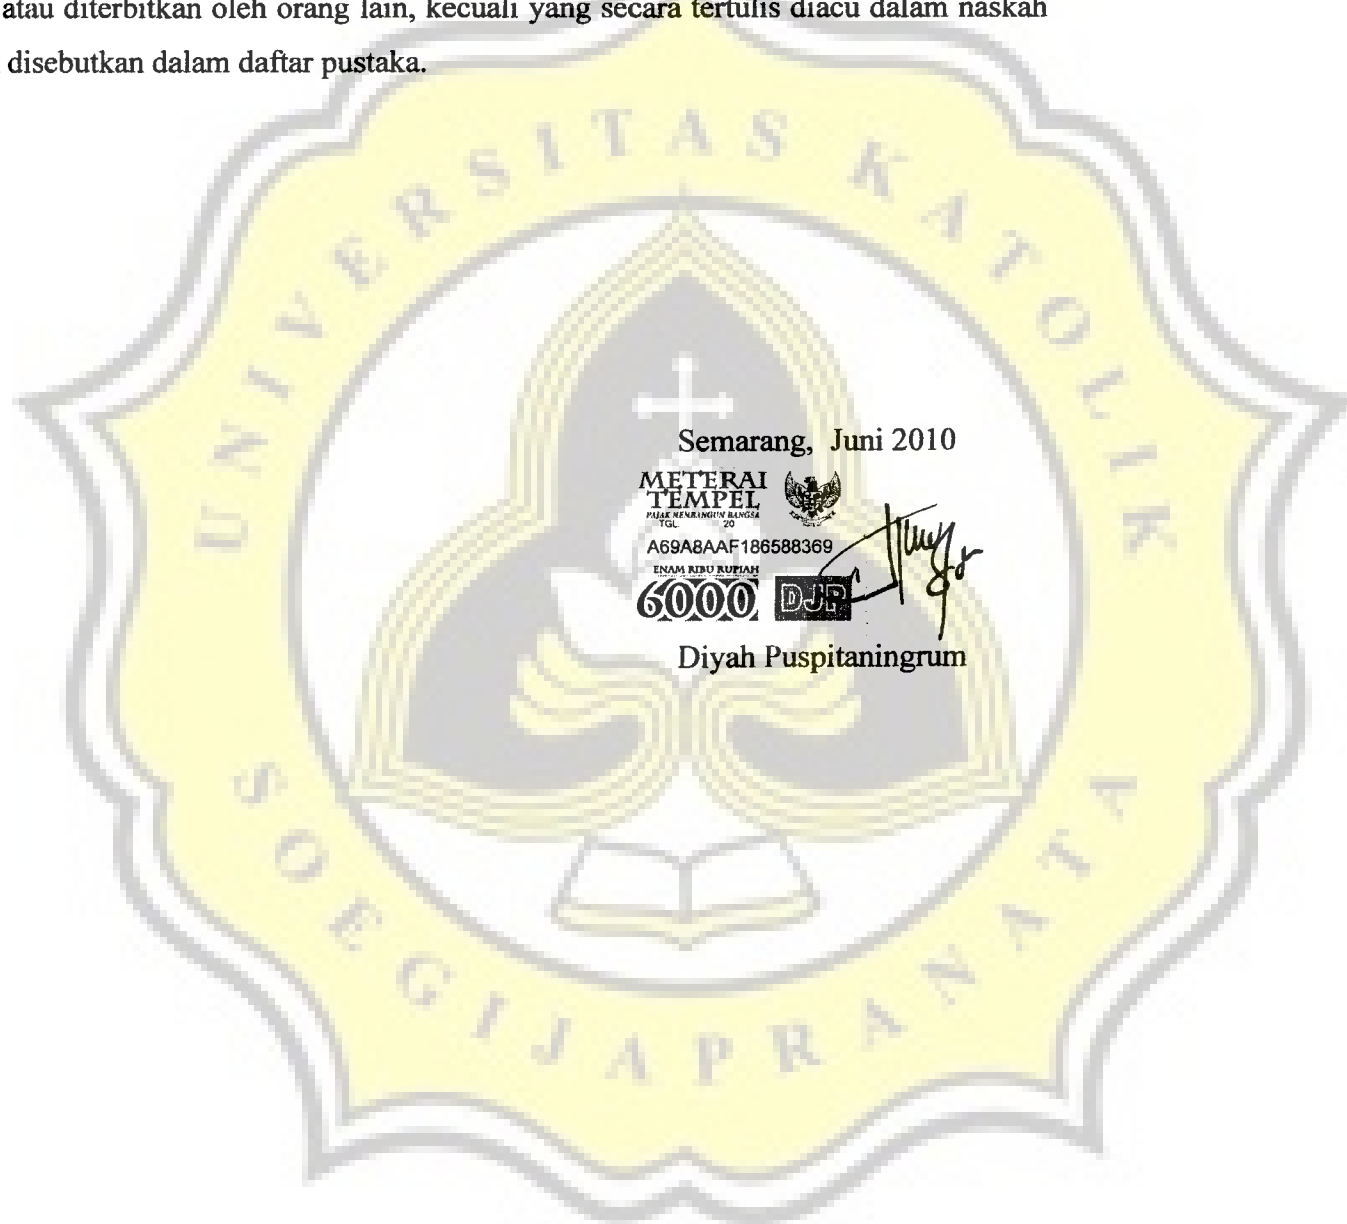 atau diterbitkan oleh orang lain, kecuali yang secara tertulis diacu dalam naskah
disebutkan dalam daftar pustaka.
UNIVERSITAS KATOLIK
Semarang, Juni 2010
METERAI
TEMPEL
PAJAK MEMBANGUN BANGSA
TGL. 20
A69A8AAF186588369
ENAM RIBU RUPIAH
6000 DJP
Diyah Puspitaningrum
SOEGIJAPRANATA